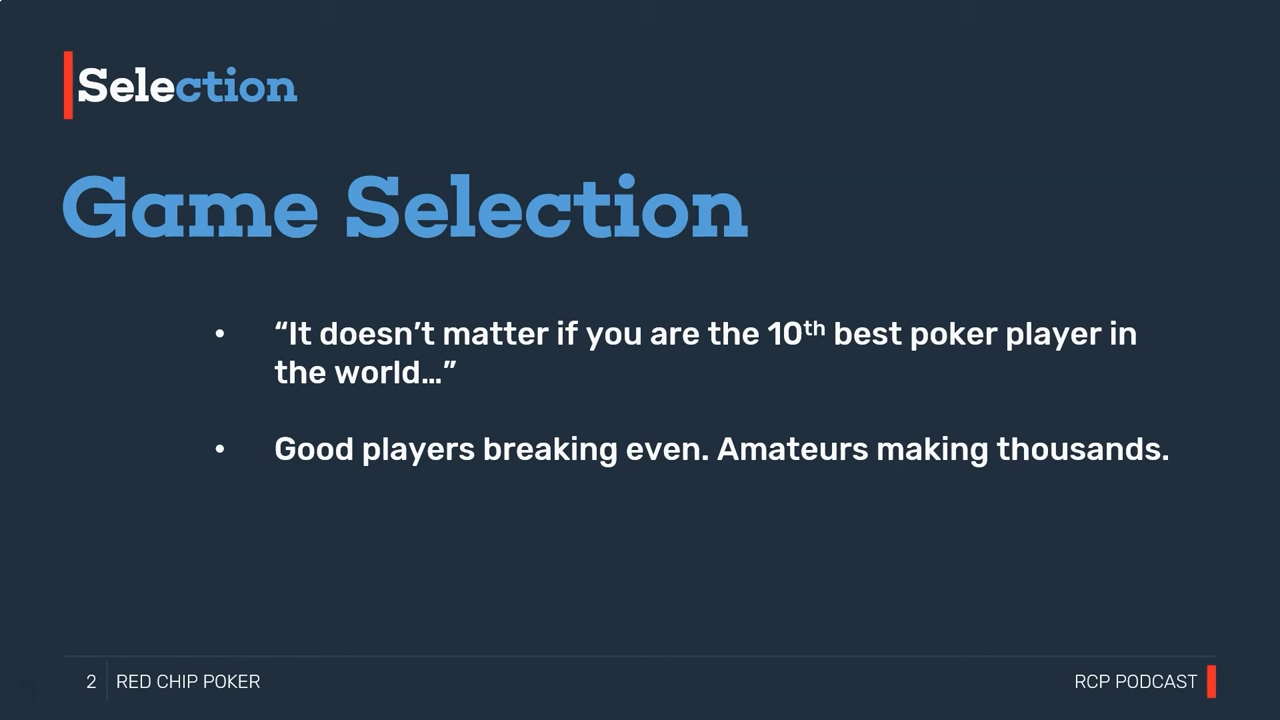 Selection
Game Selection
• “It doesn’t matter if you are the 10th best poker player in
the world…”
• Good players breaking even. Amateurs making thousands.
2 RED CHIP POKER
RCP PODCAST